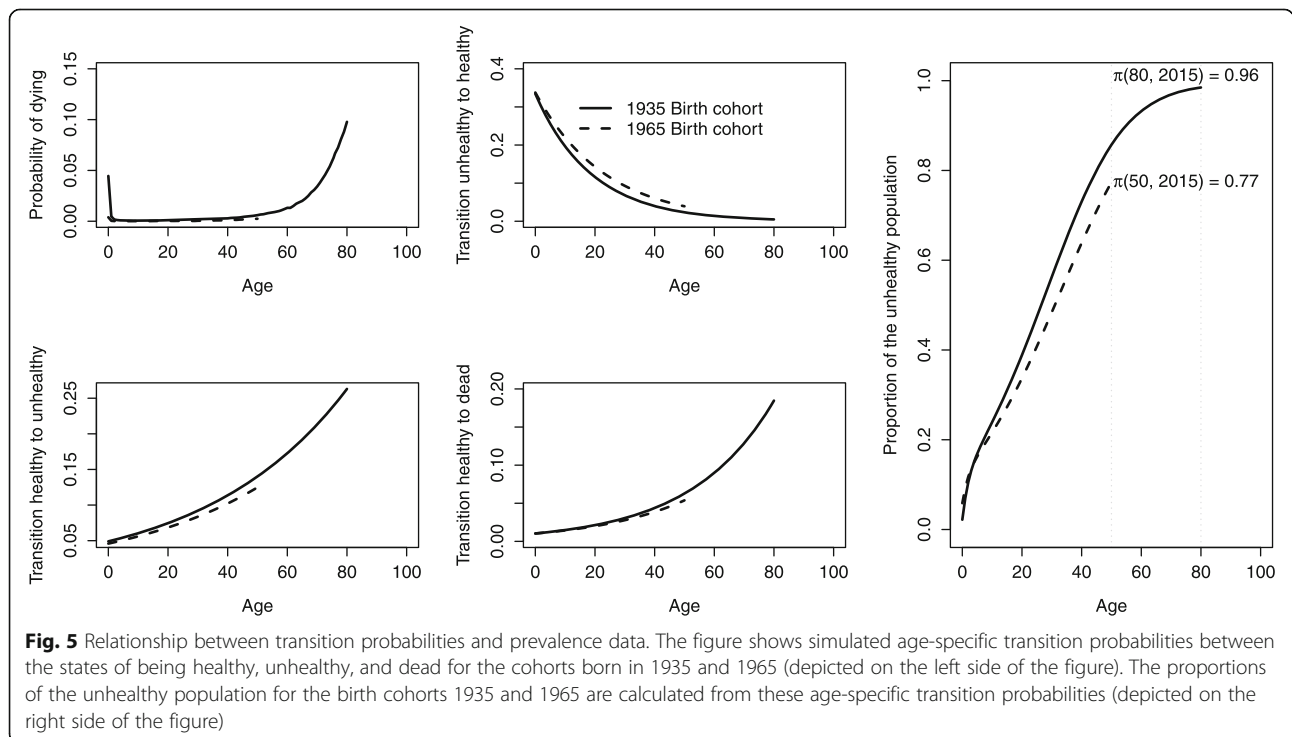 Probability of dying
0.00 0.05 0.10 0.15
0 20 40 60 80 100
Age
Transition unhealthy to healthy
0.0 0.2 0.4
1935 Birth cohort
1965 Birth cohort
0 20 40 60 80 100
Age
Transition healthy to unhealthy
0.05 0.15 0.25
0 20 40 60 80 100
Age
Transition healthy to dead
0.00 0.10 0.20
0 20 40 60 80 100
Age
Proportion of the unhealthy population
0.0 0.2 0.4 0.6 0.8 1.0
π(80, 2015) = 0.96
π(50, 2015) = 0.77
0 20 40 60 80 100
Age
Fig. 5 Relationship between transition probabilities and prevalence data. The figure shows simulated age-specific transition probabilities between
the states of being healthy, unhealthy, and dead for the cohorts born in 1935 and 1965 (depicted on the left side of the figure). The proportions
of the unhealthy population for the birth cohorts 1935 and 1965 are calculated from these age-specific transition probabilities (depicted on the
right side of the figure)